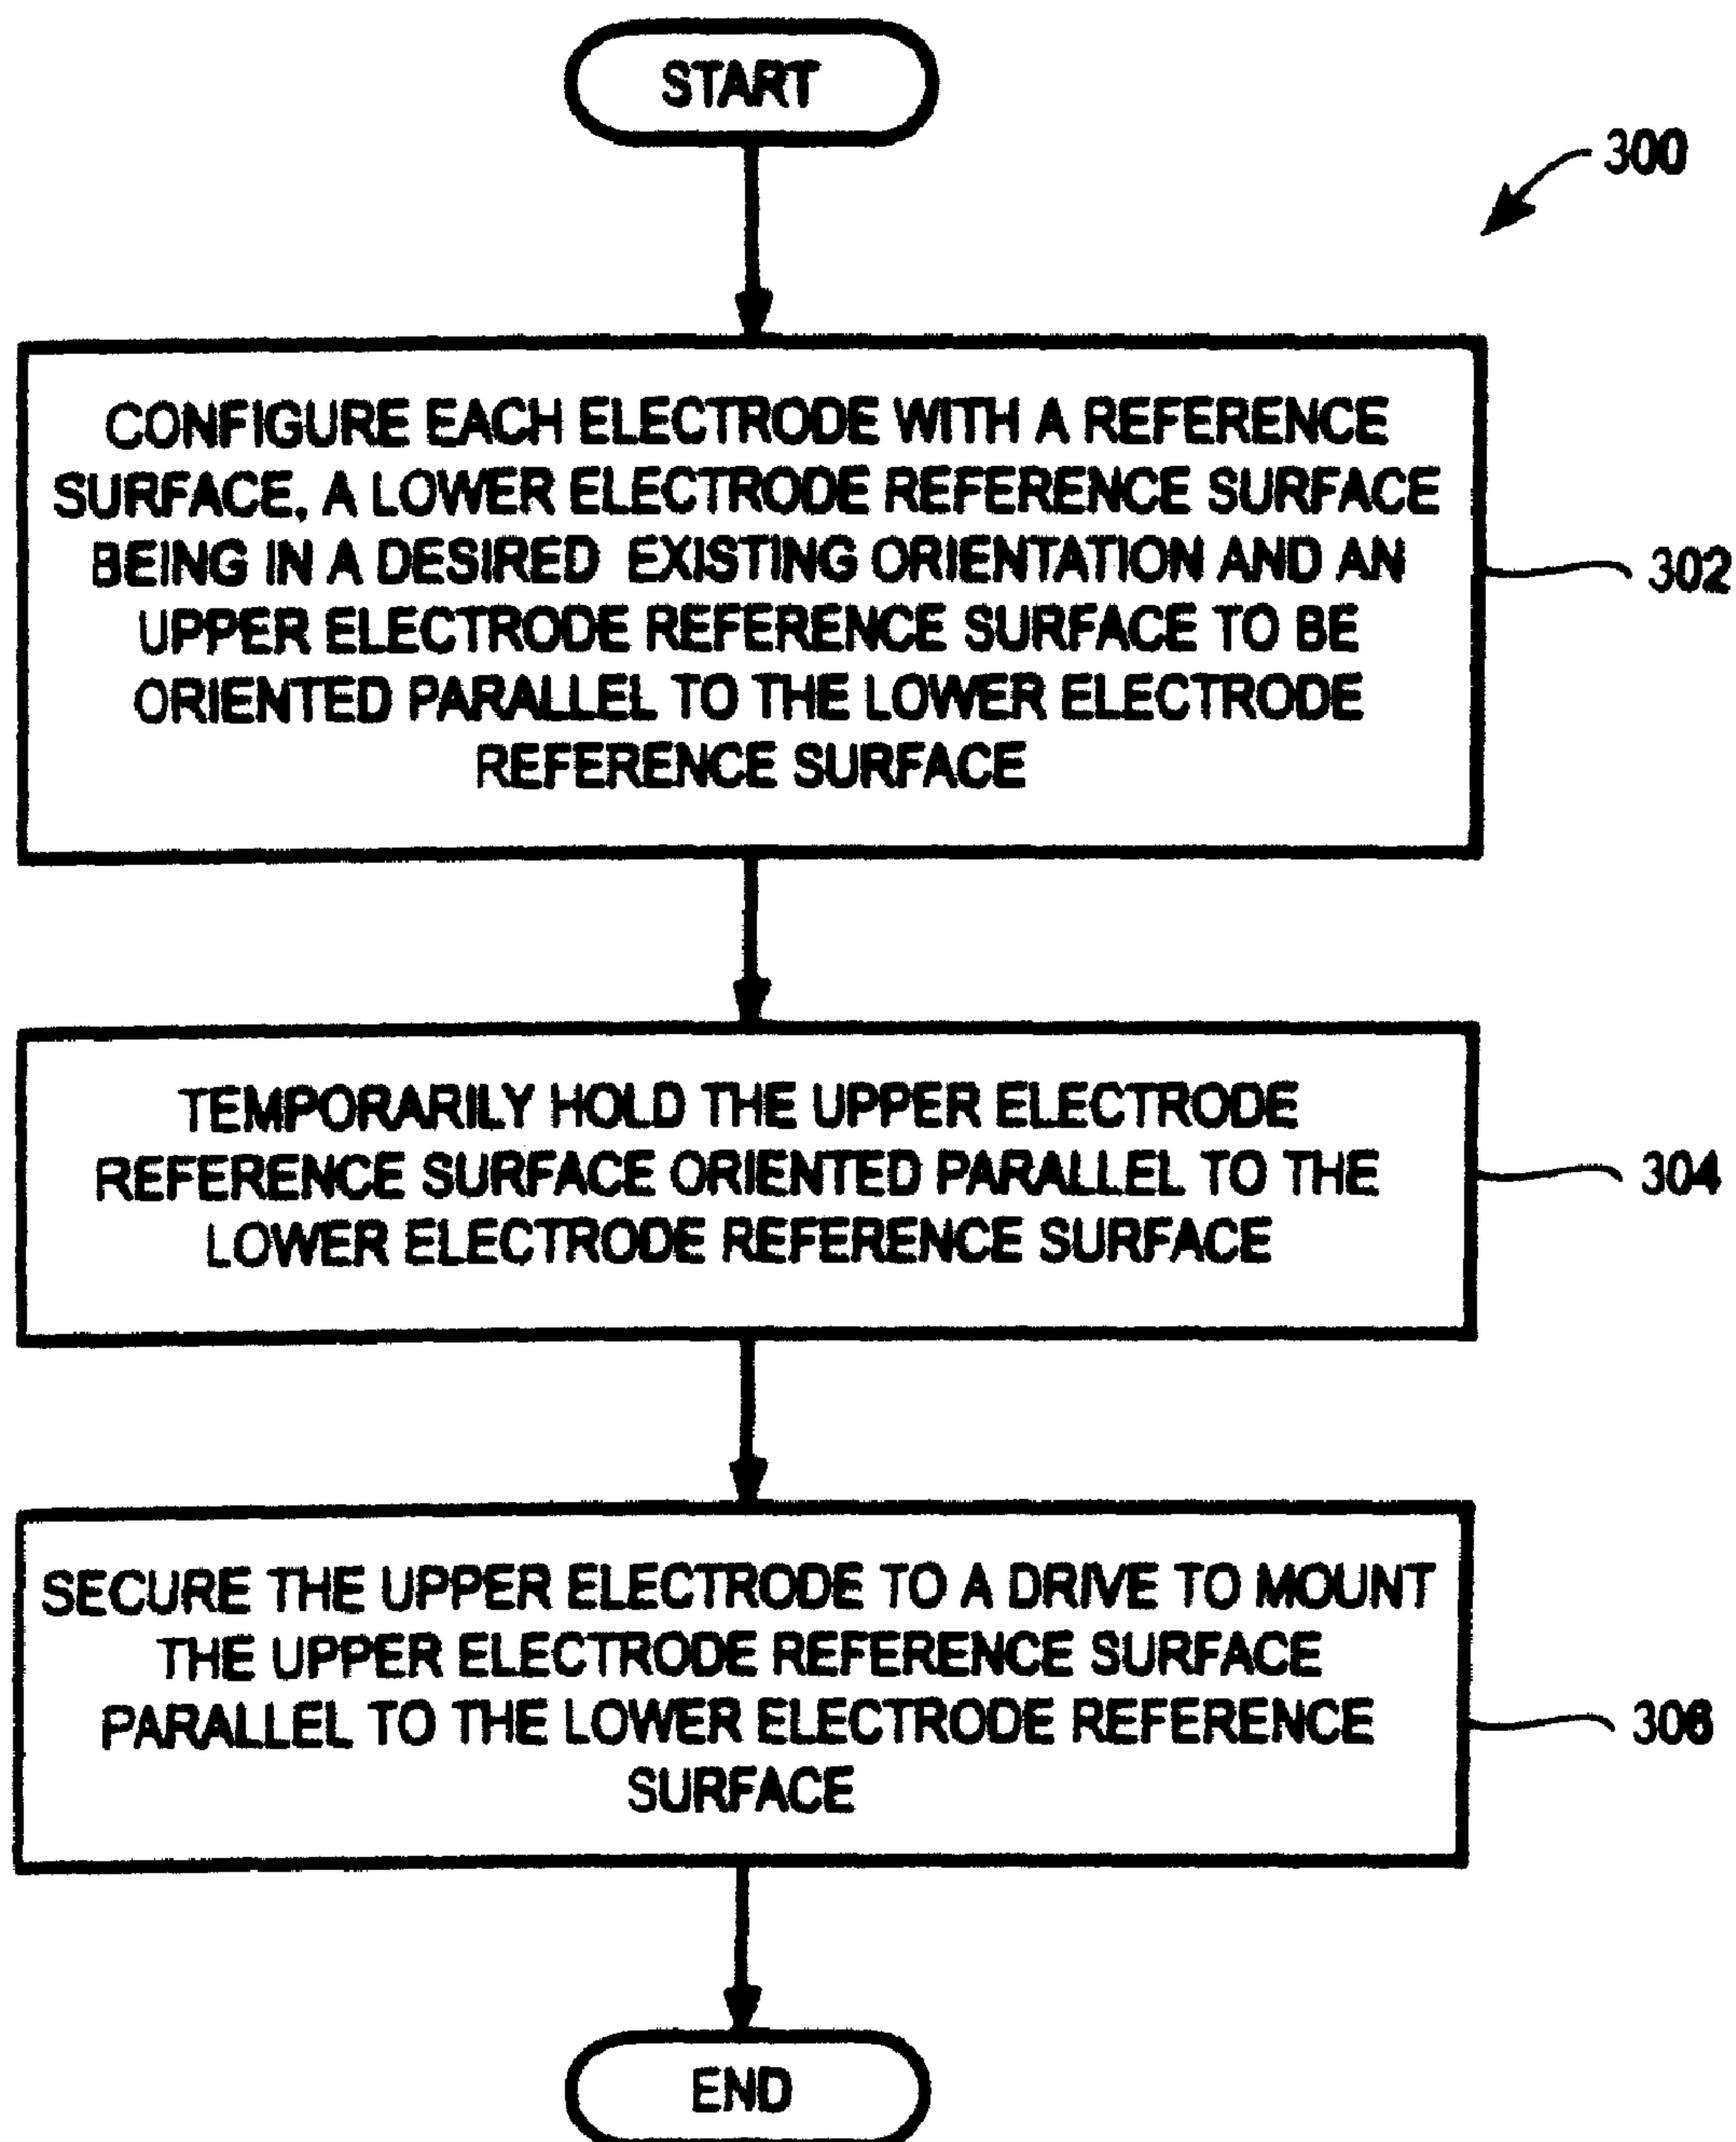 START
300
CONFIGURE EACH ELECTRODE WITH A REFERENCE
SURFACE, A LOWER ELECTRODE REFERENCE SURFACE
BEING IN A DESIRED EXISTING ORIENTATION AND AN
UPPER ELECTRODE REFERENCE SURFACE TO BE
ORIENTED PARALLEL TO THE LOWER ELECTRODE
REFERENCE SURFACE
302
TEMPORARILY HOLD THE UPPER ELECTRODE
REFERENCE SURFACE ORIENTED PARALLEL TO THE
LOWER ELECTRODE REFERENCE SURFACE
304
SECURE THE UPPER ELECTRODE TO A DRIVE TO MOUNT
THE UPPER ELECTRODE REFERENCE SURFACE
PARALLEL TO THE LOWER ELECTRODE REFERENCE
SURFACE
306
END